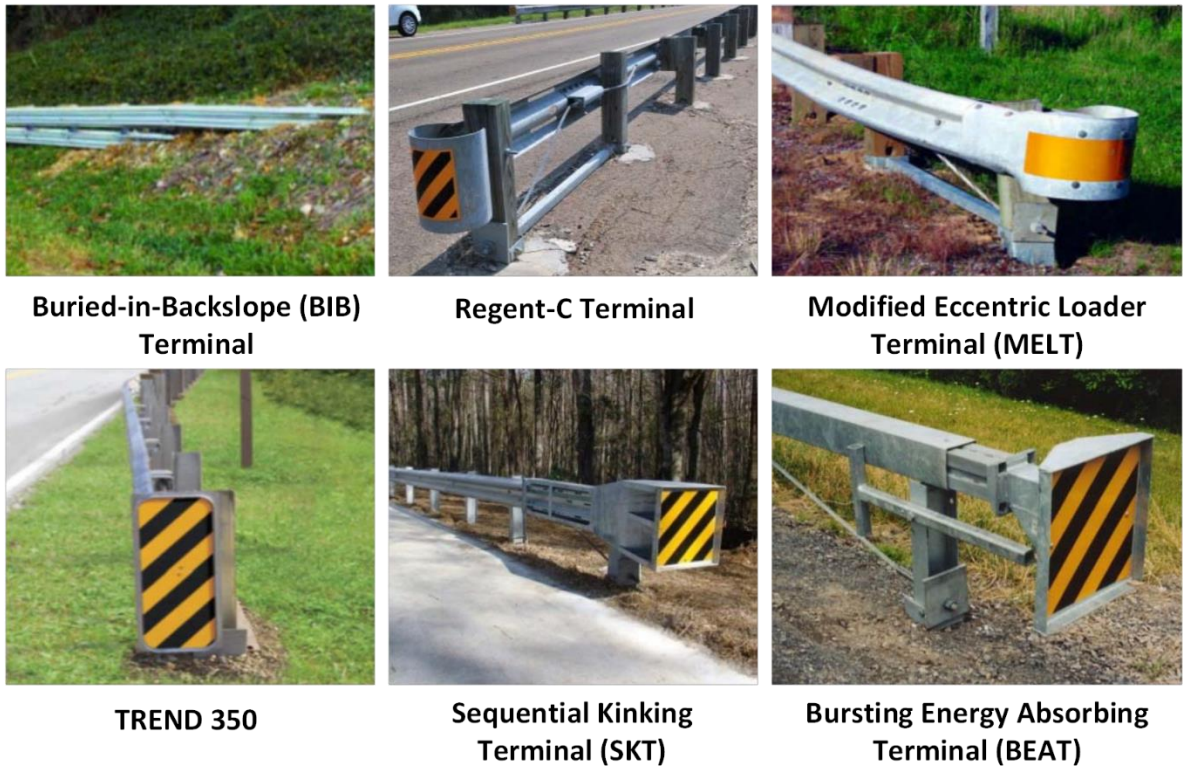 Buried-in-Backslope (BIB)
Terminal
Regent-C Terminal
Modified Eccentric Loader
Terminal (MELT)
TREND 350
Sequential Kinking
Terminal (SKT)
Bursting Energy Absorbing
Terminal (BEAT)